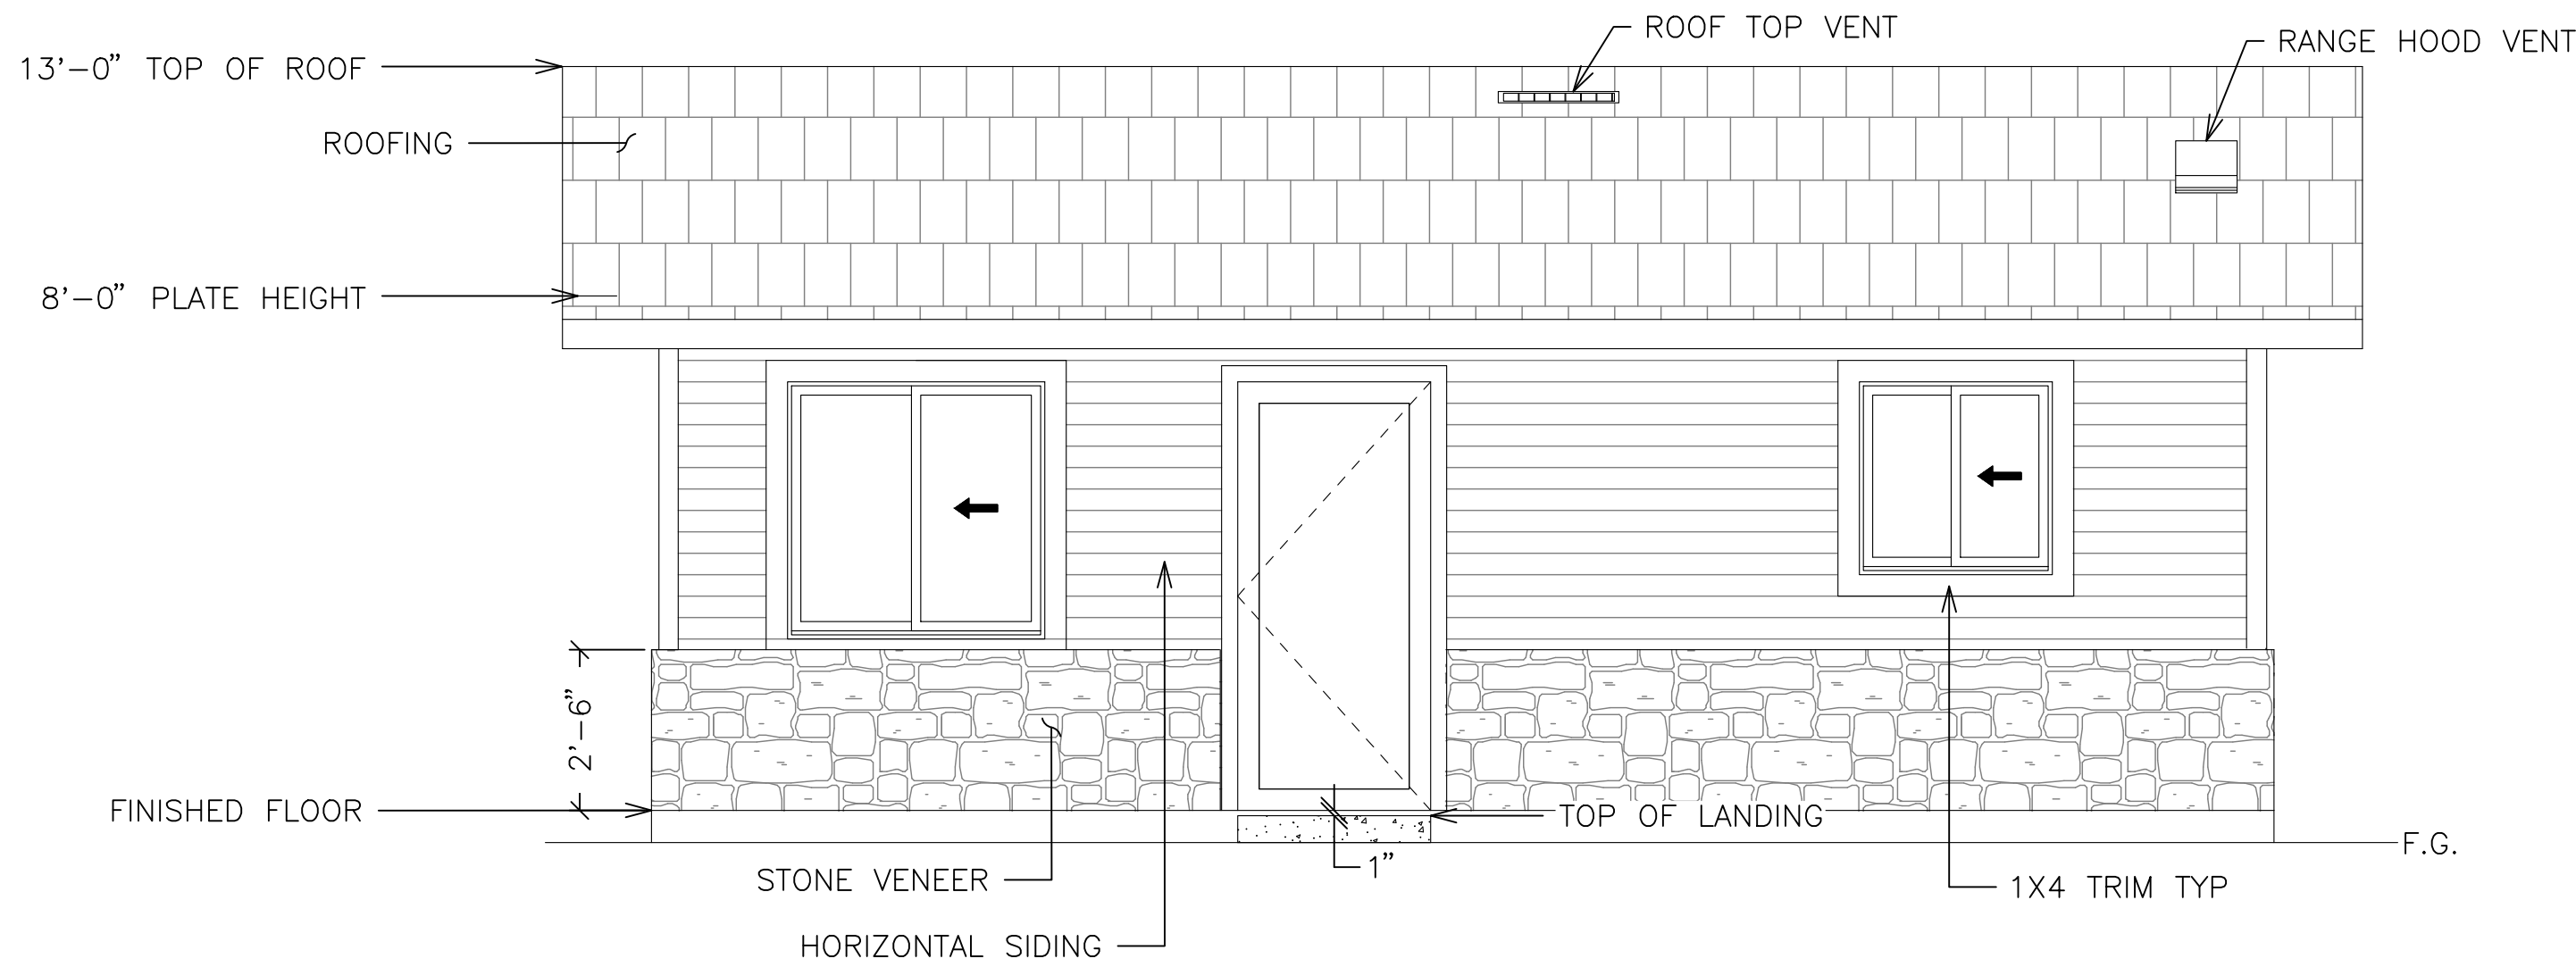 ROOF TOP VENT
RANGE HOOD VENT
13'-0" TOP OF ROOF
ROOFING
8'-0" PLATE HEIGHT
2'-6"
FINISHED FLOOR
TOP OF LANDING
F.G.
1"
STONE VENEER
1X4 TRIM TYP
HORIZONTAL SIDING